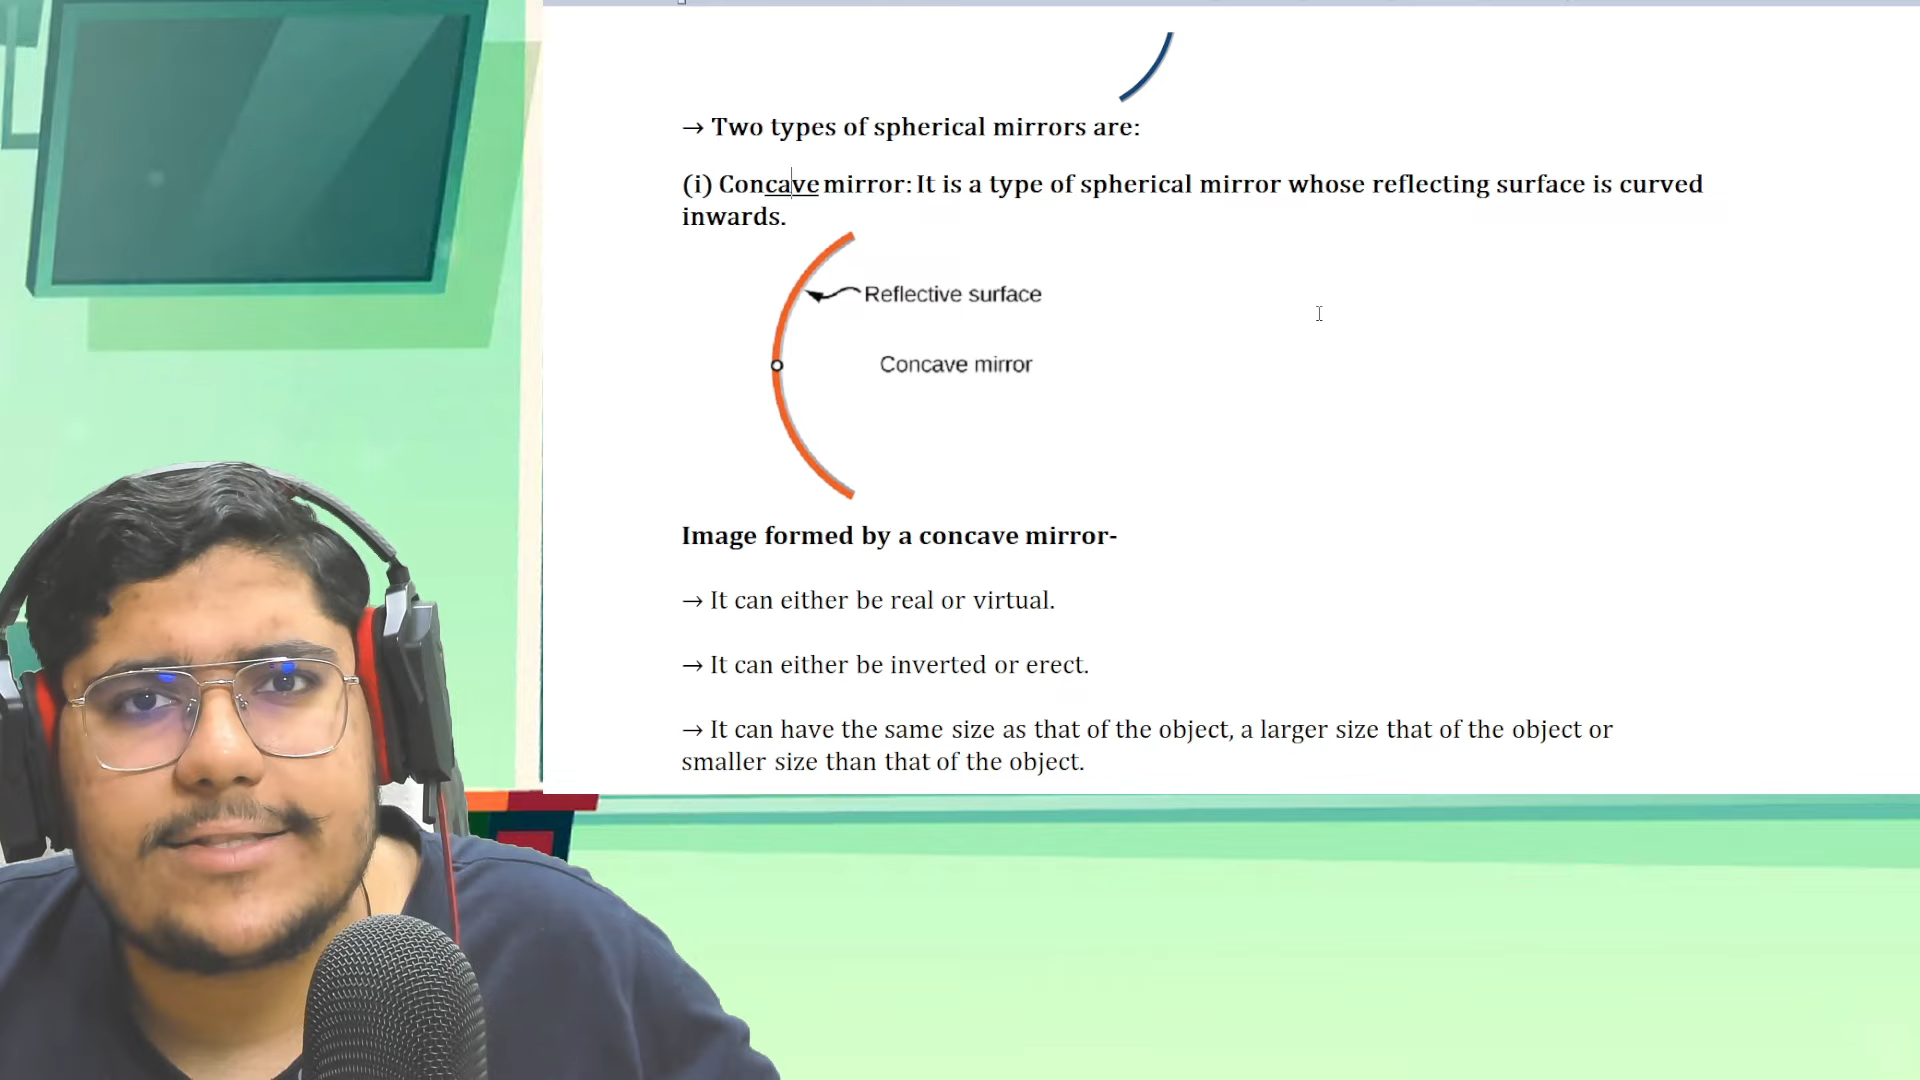 → Two types of spherical mirrors are:
(i) Concave mirror: It is a type of spherical mirror whose reflecting surface is curved
inwards.
Reflective surface
Concave mirror
Image formed by a concave mirror-
→ It can either be real or virtual.
→ It can either be inverted or erect.
→ It can have the same size as that of the object, a larger size that of the object or
smaller size than that of the object.